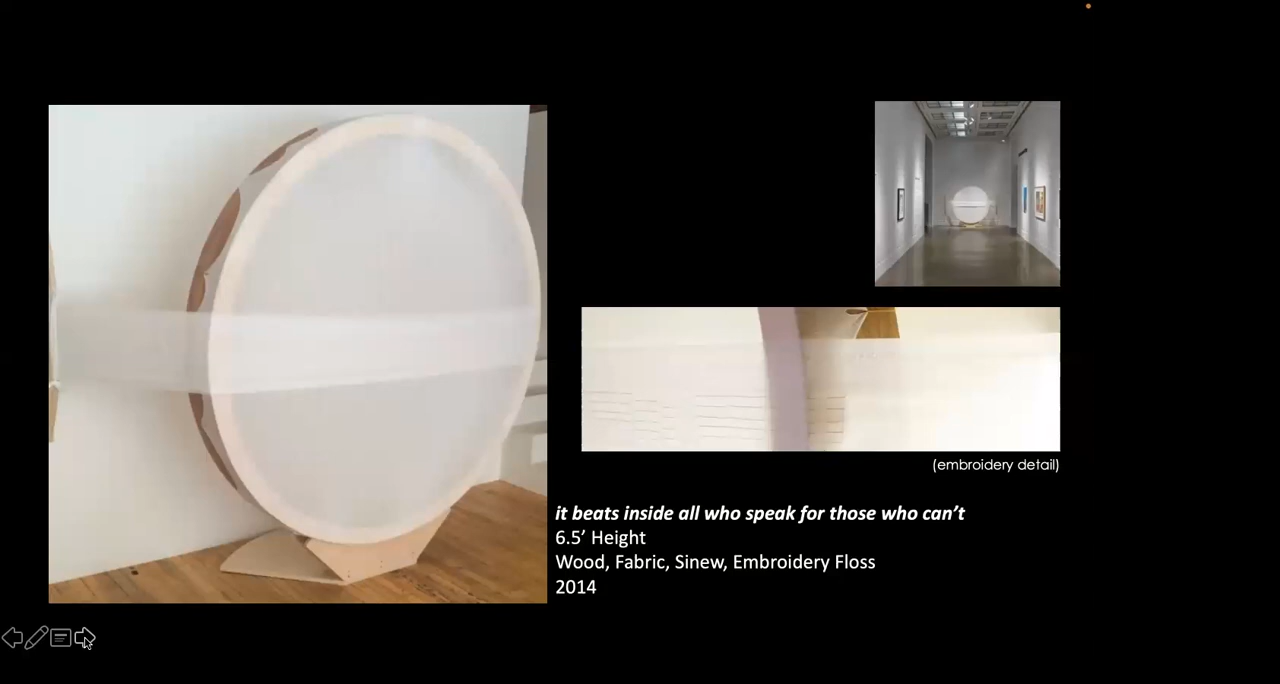 (embroidery detail)
it beats inside all who speak for those who can't
6.5’ Height
Wood, Fabric, Sinew, Embroidery Floss
2014